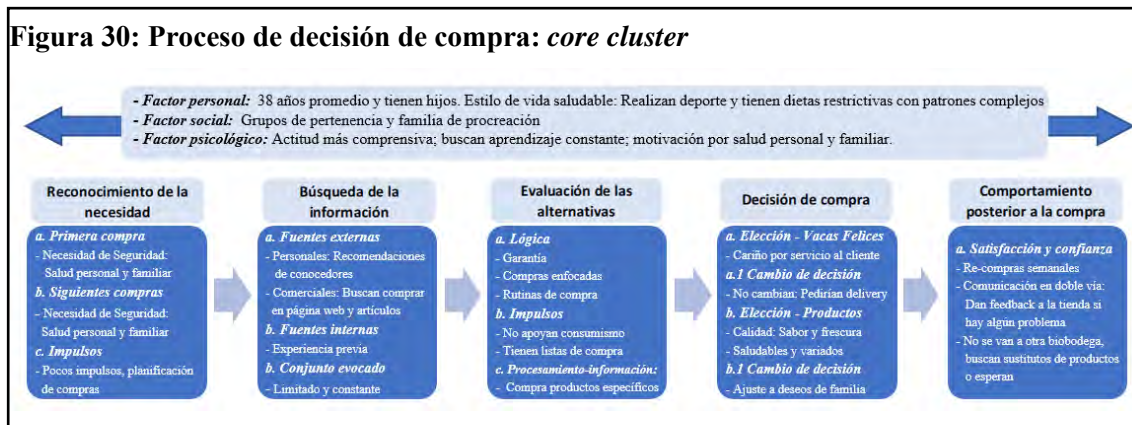 Figura 30: Proceso de decisión de compra: core cluster
- Factor personal: 38 años promedio y tienen hijos. Estilo de vida saludable: Realizan deporte y tienen dietas restrictivas con patrones complejos
- Factor social: Grupos de pertenencia y familia de procreación
- Factor psicológico: Actitud más comprensiva; buscan aprendizaje constante; motivación por salud personal y familiar.
Reconocimiento de la
necesidad
a. Primera compra
- Necesidad de Seguridad:
Salud personal y familiar
b. Siguientes compras
- Necesidad de Seguridad:
Salud personal y familiar
c. Impulsos
- Pocos impulsos, planificación
de compras
Búsqueda de la
información
a. Fuentes externas
- Personales: Recomendaciones
de conocedores
- Comerciales: Buscan comprar
en página web y artículos
b. Fuentes internas
- Experiencia previa
b. Conjunto evocado
- Limitado y constante
Evaluación de las
alternativas
a. Lógica
- Garantía
- Compras enfocadas
- Rutinas de compra
b. Impulsos
- No apoyan consumismo
- Tienen listas de compra
c. Procesamiento-información:
- Compra productos específicos
Decisión de compra
a. Elección - Vacas Felices
- Cariño por servicio al cliente
a.1 Cambio de decisión
- No cambian: Pedirían delivery
b. Elección - Productos
- Calidad: Sabor y frescura
- Saludables y variados
b.1 Cambio de decisión
- Ajuste a deseos de familia
Comportamiento
posterior a la compra
a. Satisfacción y confianza
- Re-compras semanales
- Comunicación en doble vía:
Dan feedback a la tienda si
hay algún problema
- No se van a otra biobodega,
buscan sustitutos de productos
o esperan